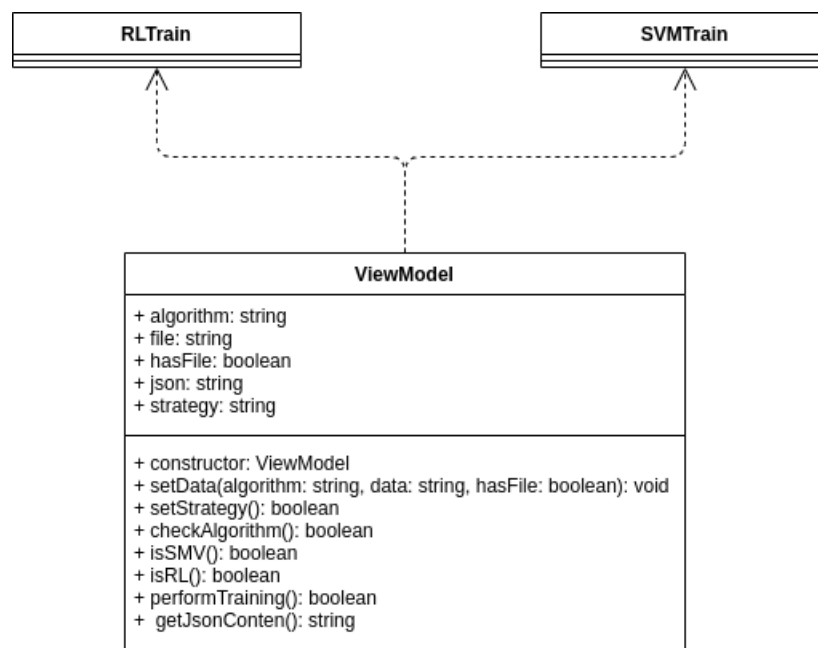 RLTrain
SVMTrain
ViewModel
+ algorithm: string
+ file: string
+ hasFile: boolean
+ json: string
+ strategy: string
+ constructor: ViewModel
+ setData(algorithm: string, data: string, hasFile: boolean): void
+ setStrategy(): boolean
+ checkAlgorithm(): boolean
+ isSMV(): boolean
+ isRL(): boolean
+ performTraining(): boolean
+ getJsonConten(): string